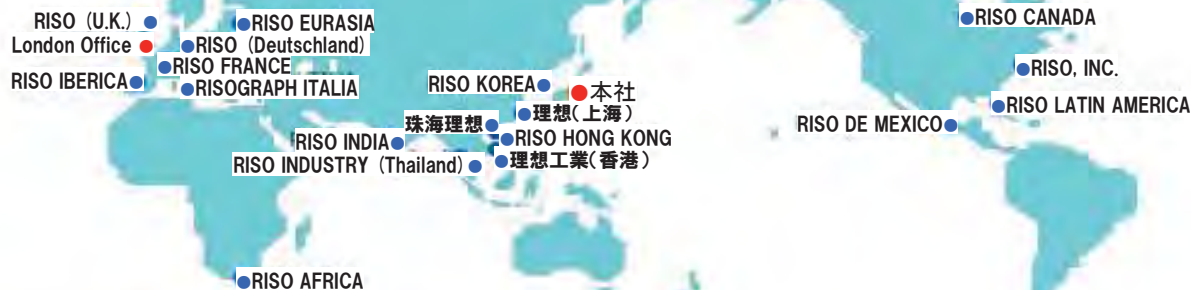 RISO (U.K.)
RISO EURASIA
RISO CANADA
London Office
RISO (Deutschland)
RISO FRANCE
RISO, INC.
RISO IBERICA
RISOGRAPH ITALIA
RISO KOREA
本社
RISO LATIN AMERICA
理想(上海)
珠海理想
RISO DE MEXICO
RISO INDIA
RISO HONG KONG
RISO INDUSTRY (Thailand)
理想工業(香港)
RISO AFRICA